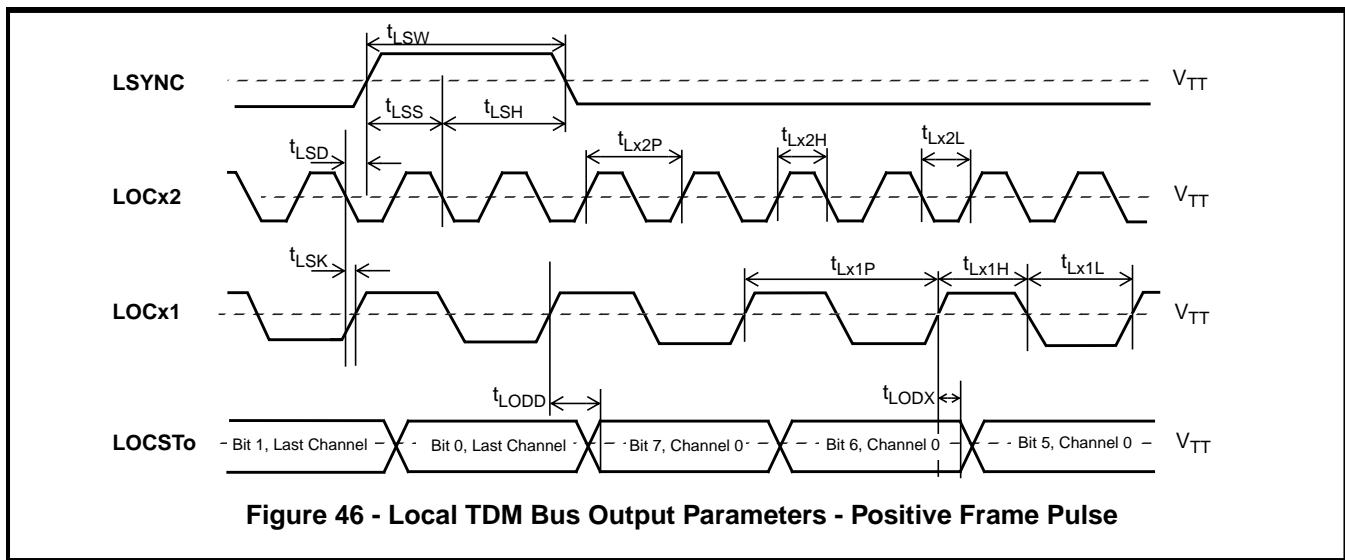 tLSW
LSYNC
VTT
tLSS
tLSH
tLSD
tLx2P
tLx2H
tLx2L
LOCx2
VTT
tLSK
tLx1P
tLx1H
tLx1L
LOCx1
VTT
tLODD
tLODX
LOCSTo
Bit 1, Last Channel
Bit 0, Last Channel
Bit 7, Channel 0
Bit 6, Channel 0
Bit 5, Channel 0
VTT
Figure 46 - Local TDM Bus Output Parameters - Positive Frame Pulse